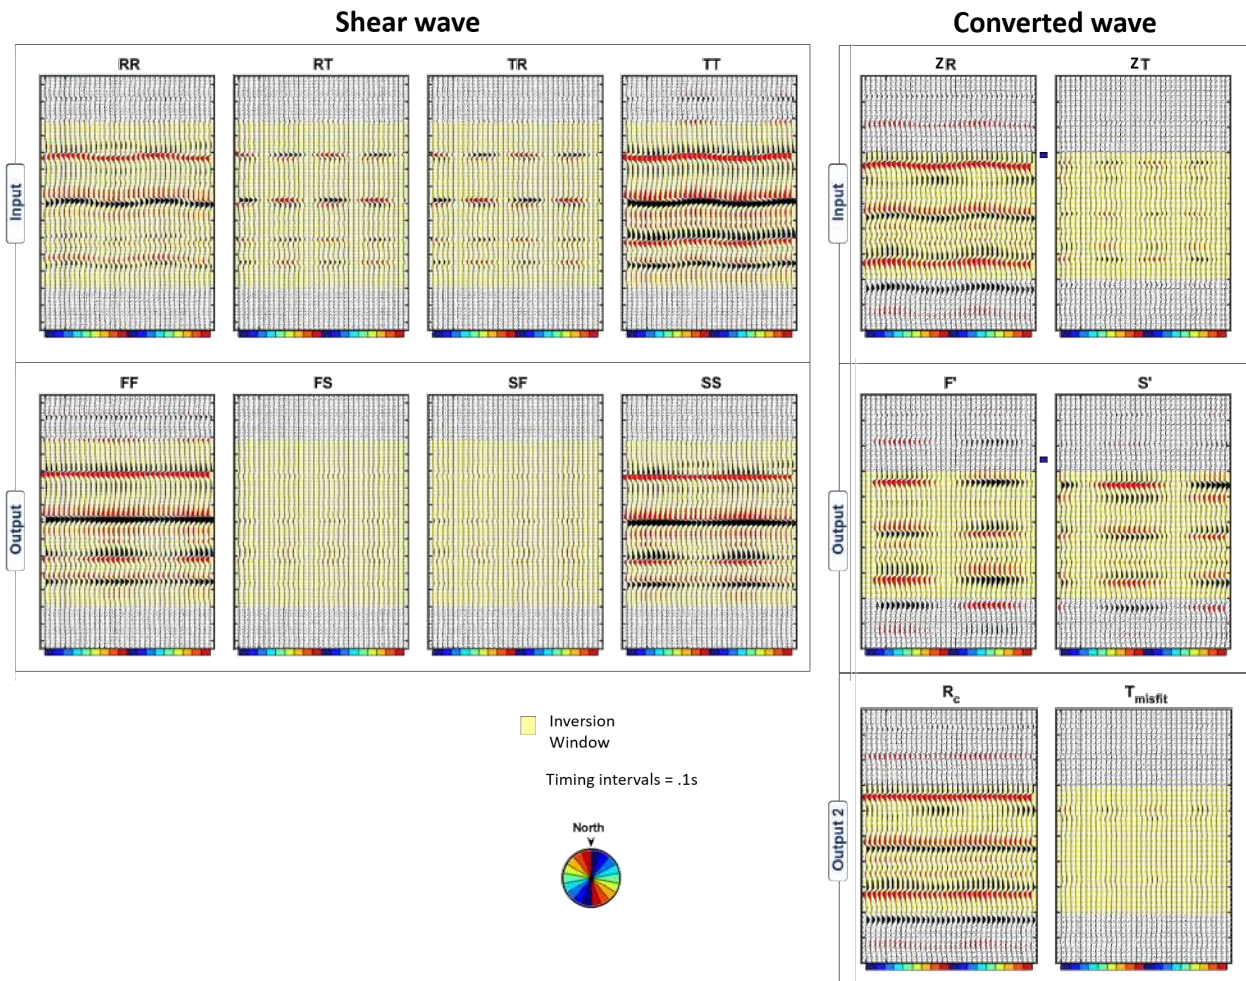 Shear wave
Converted wave
RR
RT
TR
TT
ZR
ZT
Input
Input
FF
FS
SF
SS
F'
S'
Output
Output
Rc
Tmisfit
Inversion
Window
Timing intervals = .1s
Output 2
North